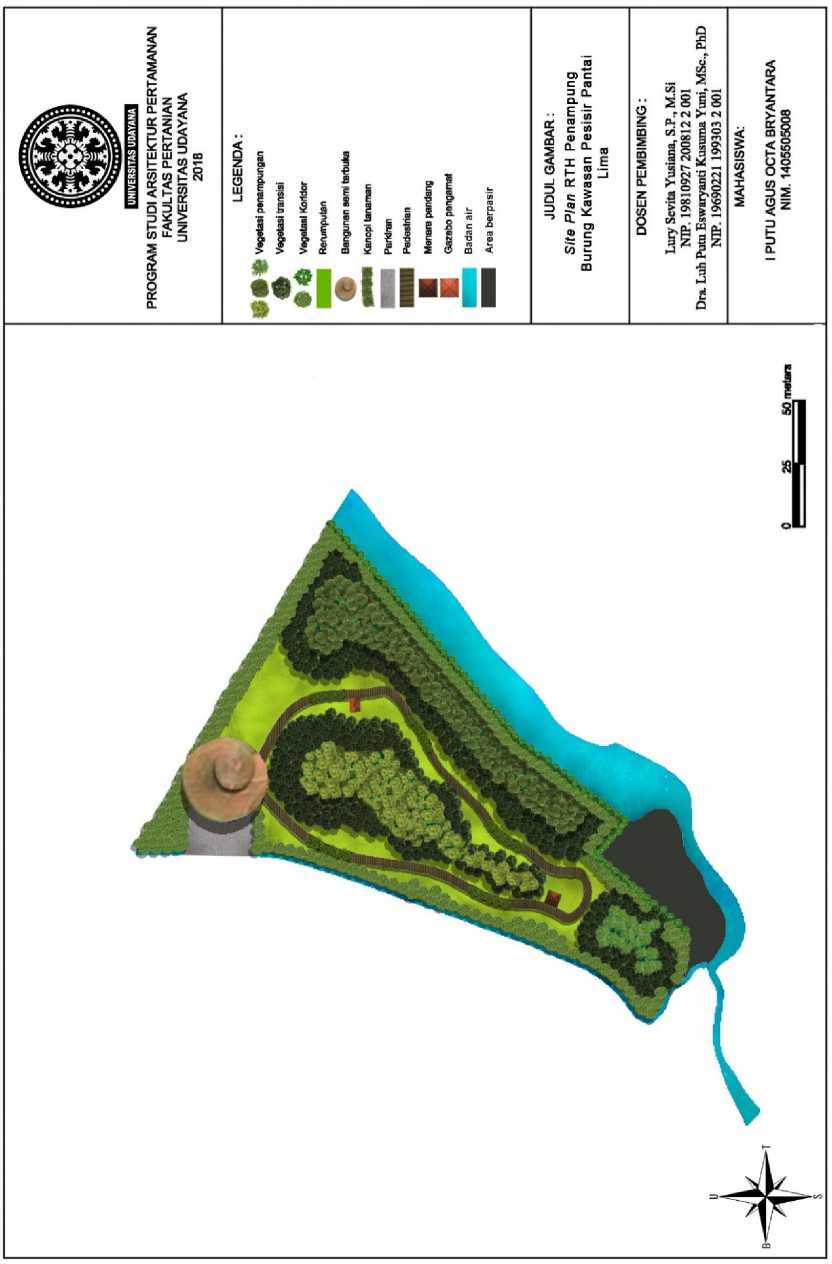 UNIVERSITAS UDAYANA
PROGRAM STUDI ARSITEKTUR PERTAMANAN
FAKULTAS PERTANIAN
UNIVERSITAS UDAYANA
2018
LEGENDA :
Vegetasi penampungan
Vegetasi transisi
Vegetasi Koridor
Rerumputan
Bangunan semi terbuka
Kanopi tanaman
Parkiran
Pedestrian
Menara pandang
Gazebo pengamat
Badan air
Area berpasir
JUDUL GAMBAR :
Site Plan RTH Penampung
Burung Kawasan Pesisir Pantai
Lima
DOSEN PEMBIMBING :
Lury Sevita Yusiana, S.P, M.Si
NIP. 19810927 200812 2 001
Dra. Luh Putu Eswaryanti Kusuma Yuni, MSc., PhD
NIP. 19690221 199303 2 001
MAHASISWA:
I PUTU AGUS OCTA BRYANTARA
NIM. 1405505008
0 25 50 meters
U
B T
S